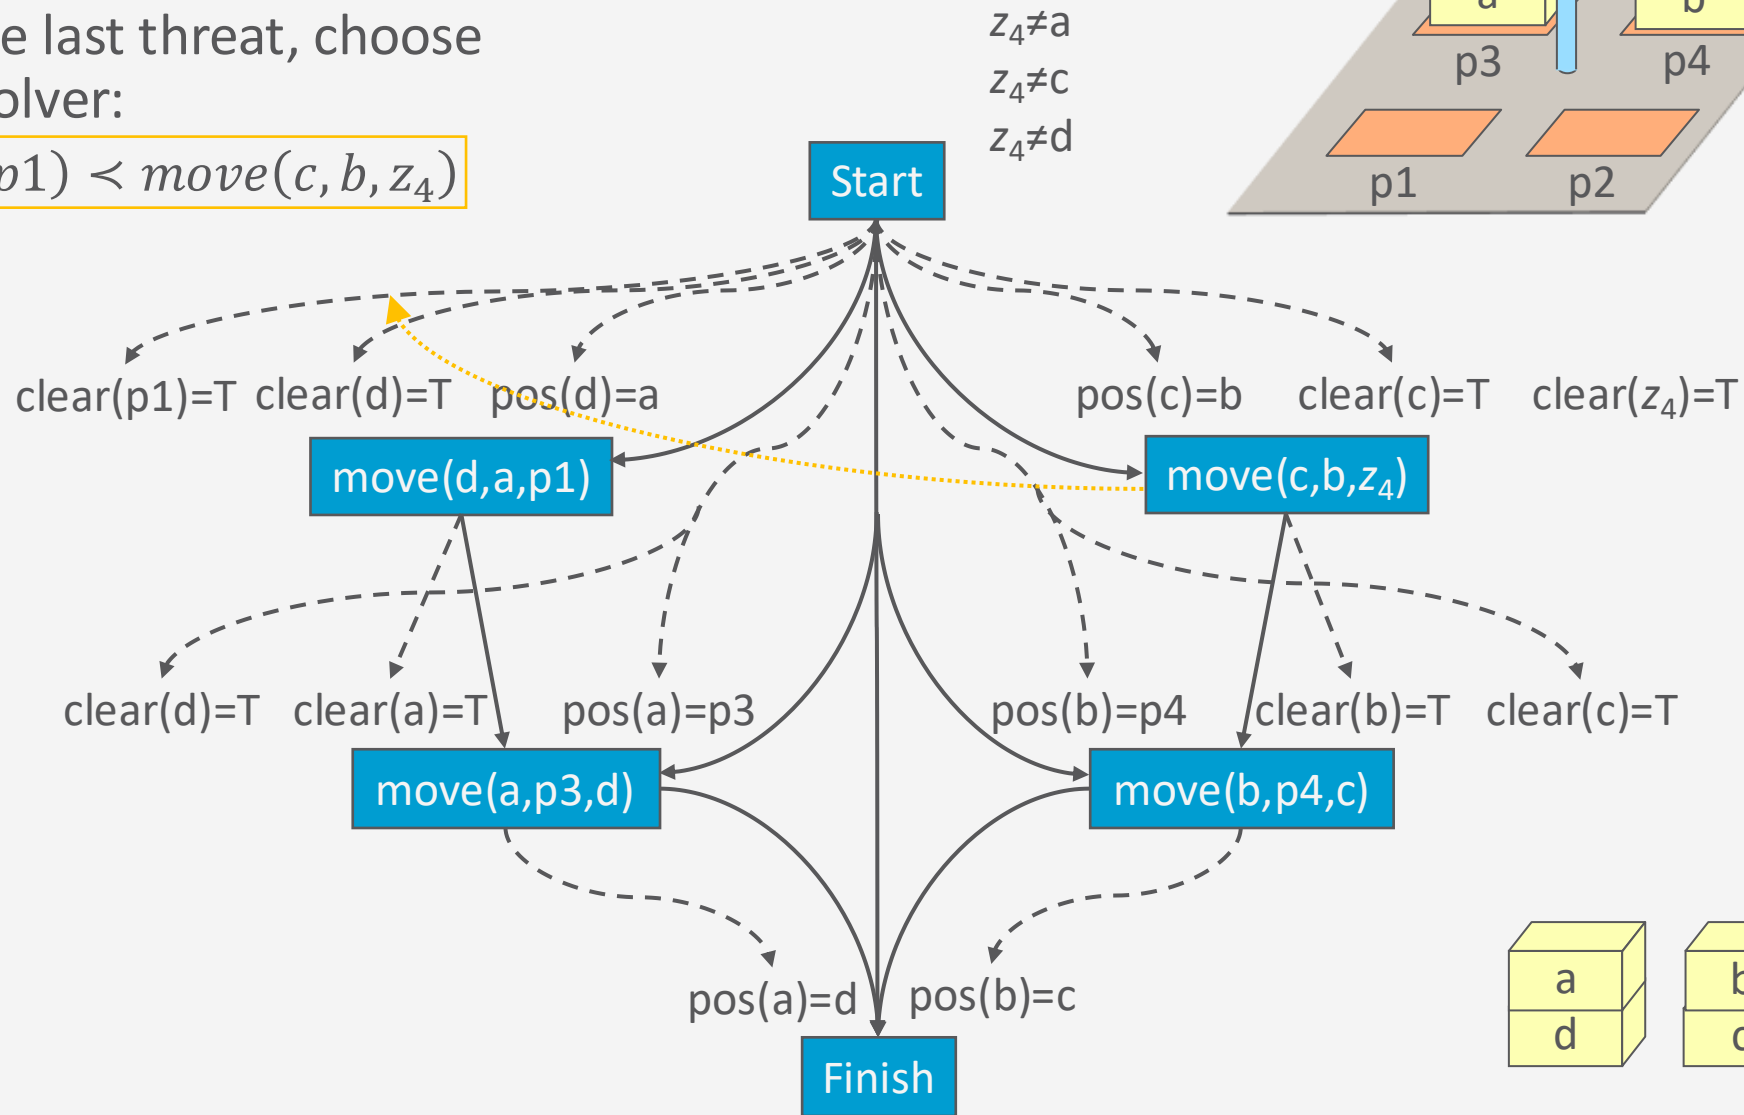 e last threat, choose
olver:
p1) ≺ move(c, b, z₄)
z₄≠a
z₄≠c
z₄≠d
a
b
p3
p4
p1
p2
Start
clear(p1)=T clear(d)=T pos(d)=a pos(c)=b clear(c)=T clear(z₄)=T
move(d,a,p1) move(c,b,z₄)
clear(d)=T clear(a)=T pos(a)=p3 pos(b)=p4 clear(b)=T clear(c)=T
move(a,p3,d) move(b,p4,c)
pos(a)=d pos(b)=c
Finish
a
b
d
c